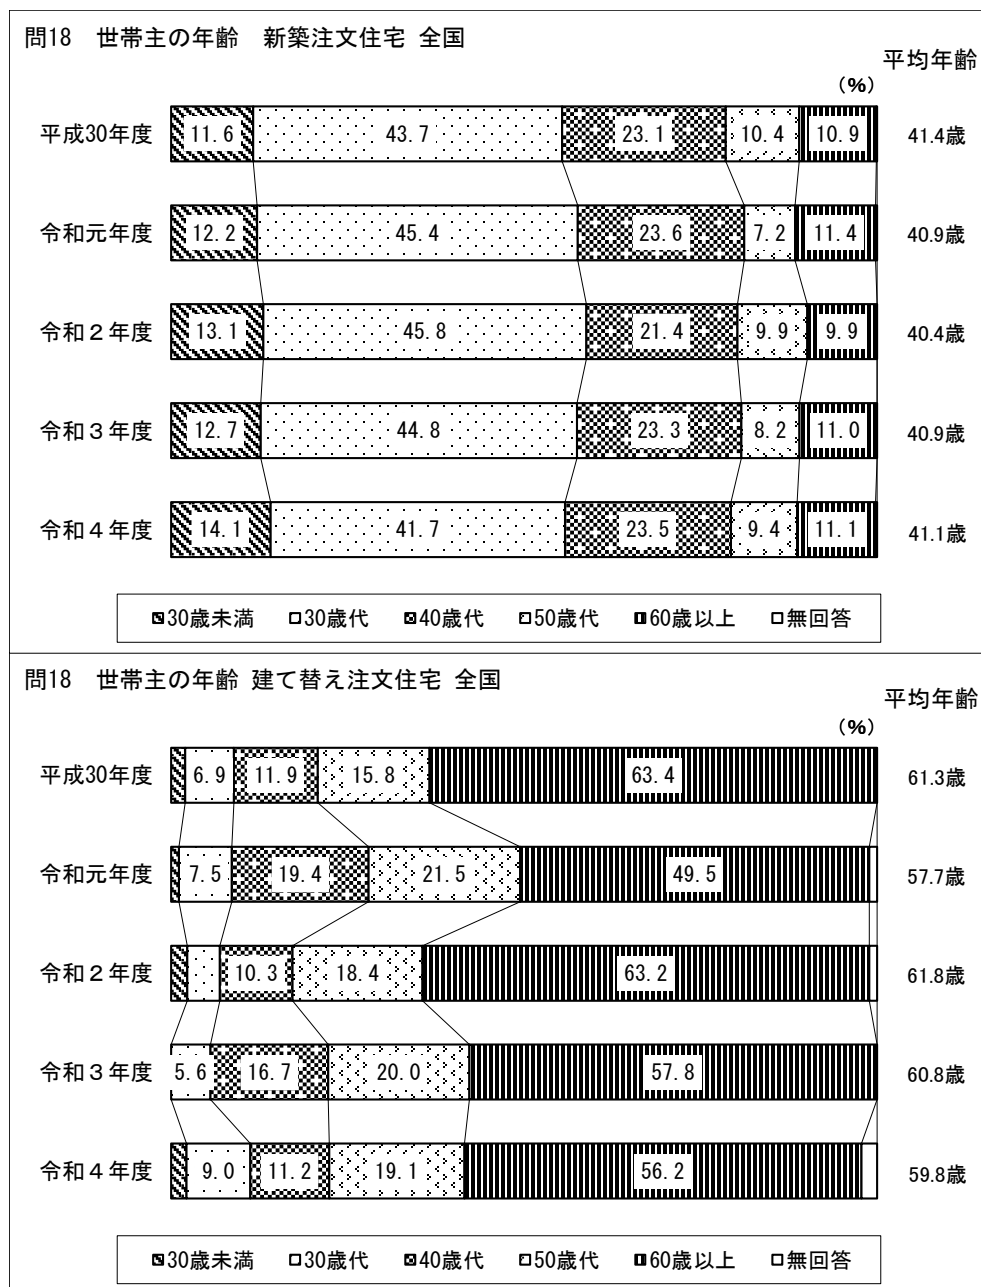 問18　世帯主の年齢　新築注文住宅 全国
平均年齢
（%）
平成30年度 11.6 43.7 23.1 10.4 10.9 41.4歳
令和元年度 12.2 45.4 23.6 7.2 11.4 40.9歳
令和２年度 13.1 45.8 21.4 9.9 9.9 40.4歳
令和３年度 12.7 44.8 23.3 8.2 11.0 40.9歳
令和４年度 14.1 41.7 23.5 9.4 11.1 41.1歳
30歳未満 30歳代 40歳代 50歳代 60歳以上 無回答
問18　世帯主の年齢 建て替え注文住宅 全国
平均年齢
（%）
平成30年度 6.9 11.9 15.8 63.4 61.3歳
令和元年度 7.5 19.4 21.5 49.5 57.7歳
令和２年度 10.3 18.4 63.2 61.8歳
令和３年度 5.6 16.7 20.0 57.8 60.8歳
令和４年度 9.0 11.2 19.1 56.2 59.8歳
30歳未満 30歳代 40歳代 50歳代 60歳以上 無回答